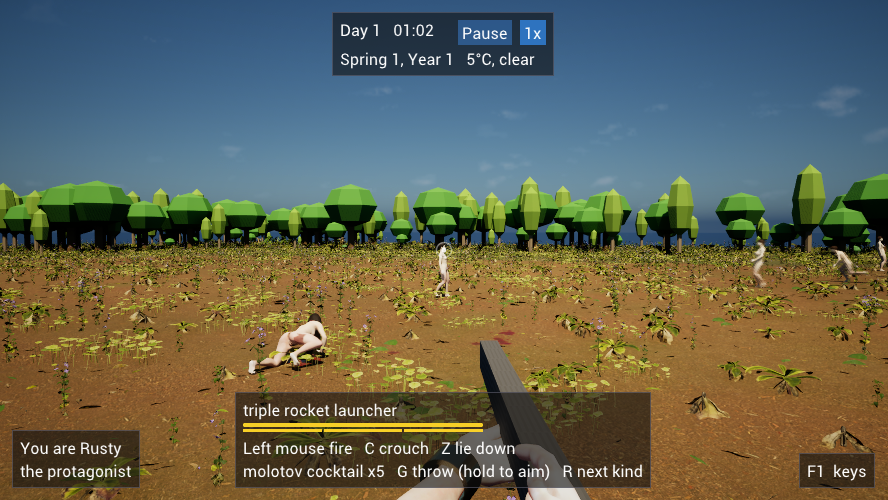 Day 1 01:02 Pause 1x
Spring 1, Year 1 5°C, clear
triple rocket launcher
Left mouse fire C crouch Z lie down
molotov cocktail x5 G throw (hold to aim) R next kind
You are Rusty
the protagonist
F1 keys